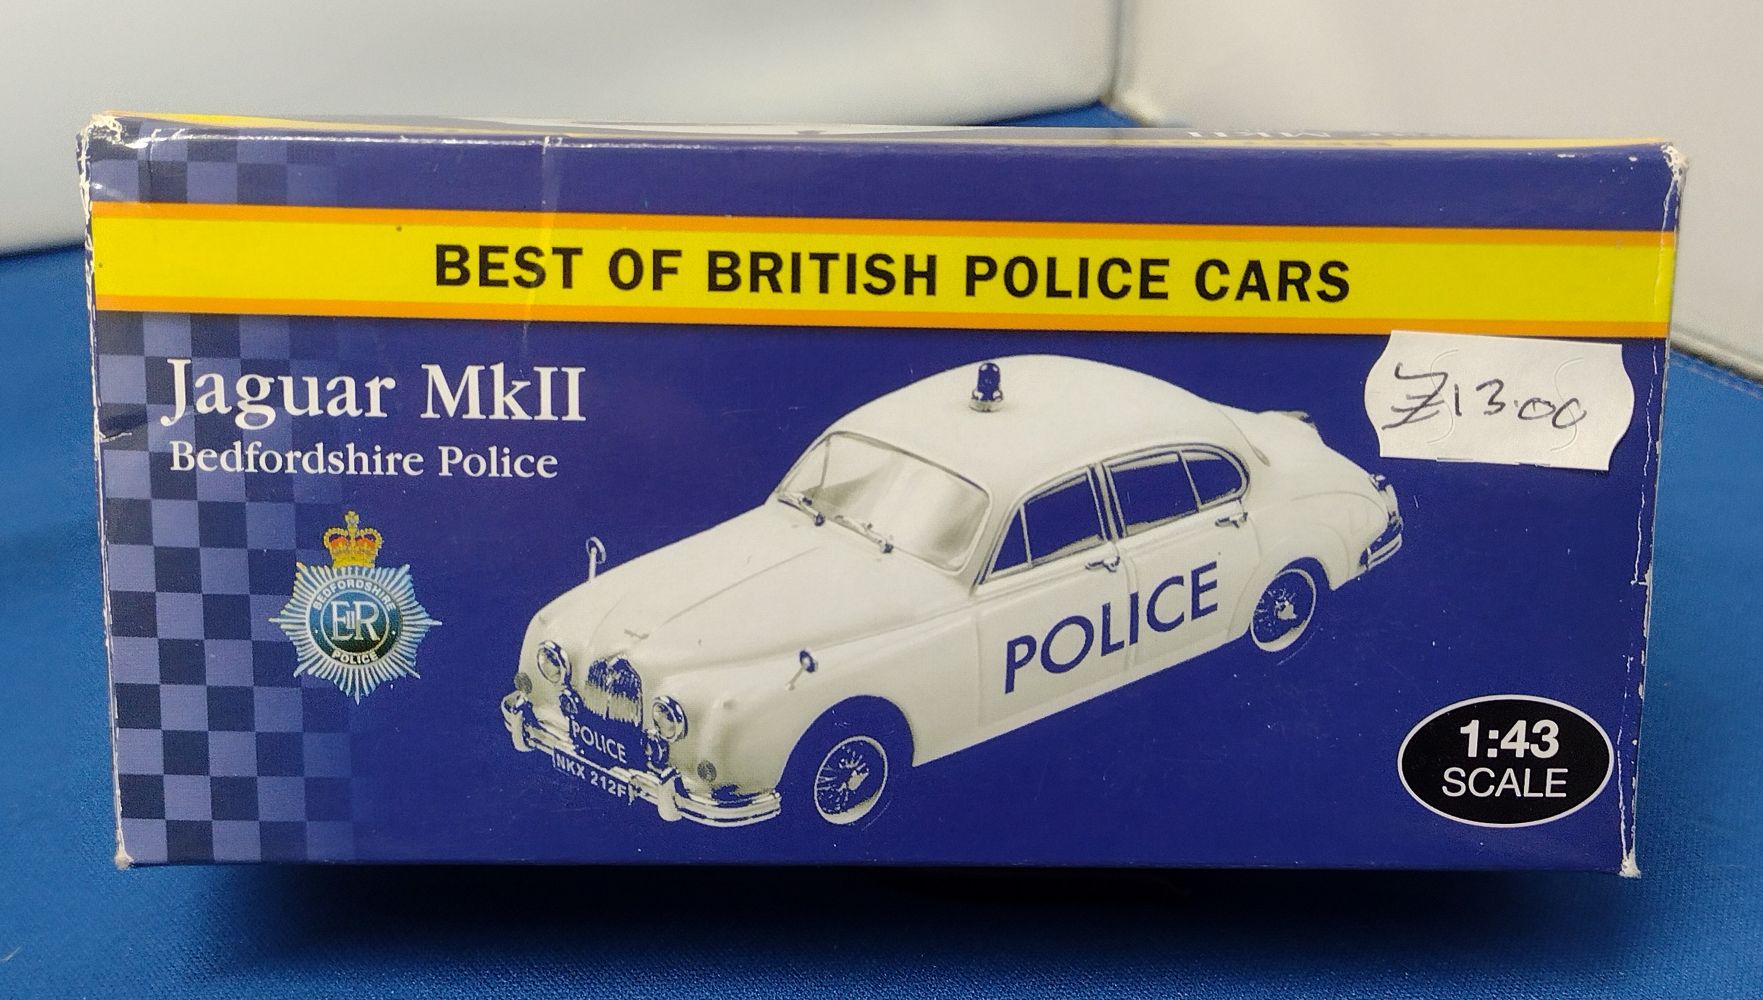 BEST OF BRITISH POLICE CARS
Jaguar MkII
Bedfordshire Police
£13.00
BEDFORDSHIRE
EIIR
POLICE
POLICE
POLICE
NKX 212F
1:43
SCALE